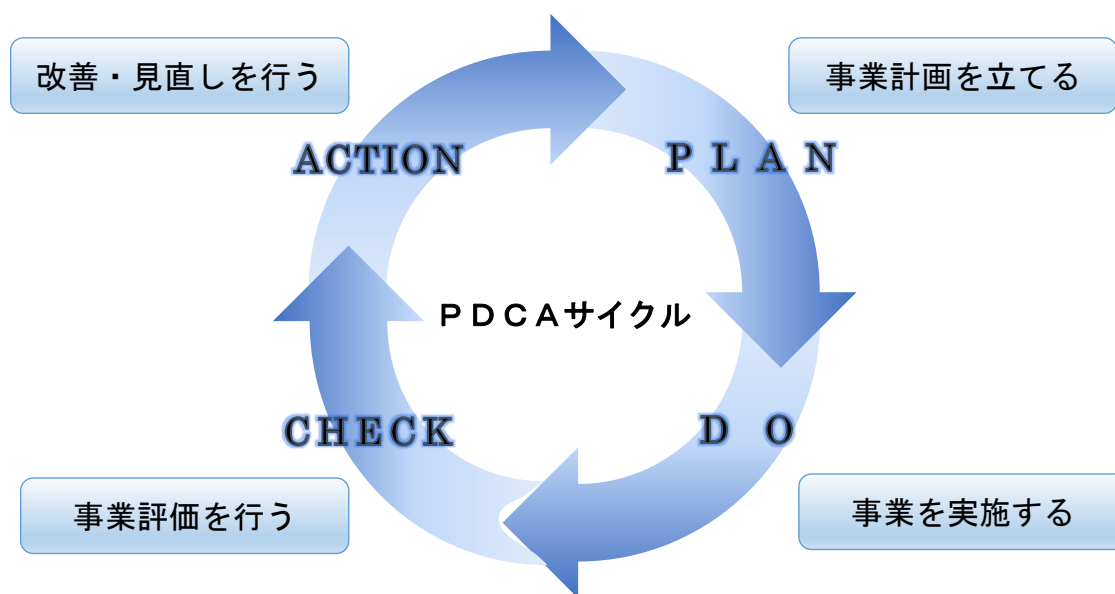 改善・見直しを行う
事業計画を立てる
ACTION
ＰＬＡＮ
ＰＤＣＡサイクル
CHECK
ＤＯ
事業評価を行う
事業を実施する